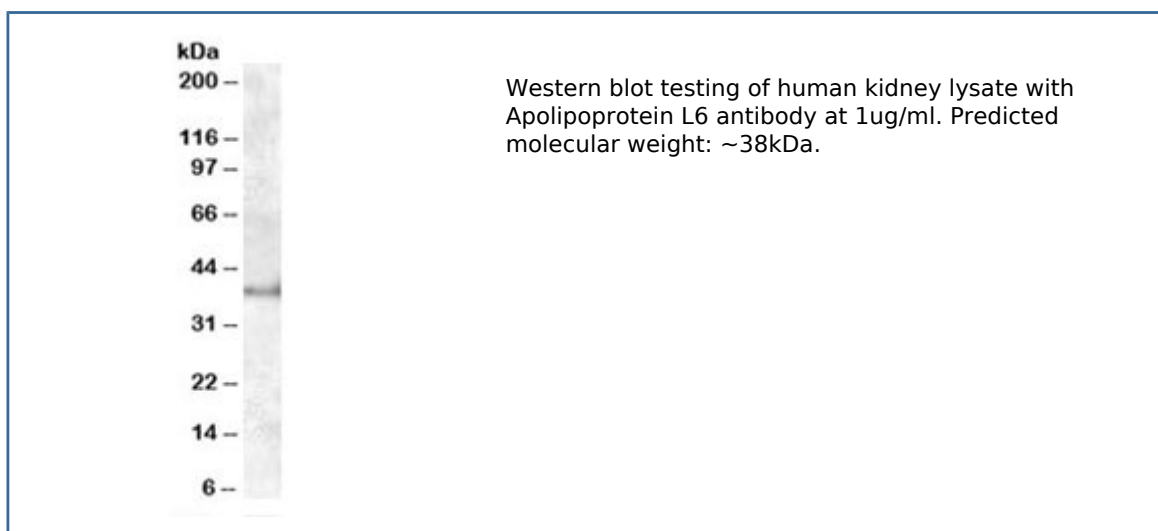 kDa
200 –
116 –
97 –
66 –
44 –
31 –
22 –
14 –
6 –
Western blot testing of human kidney lysate with
Apolipoprotein L6 antibody at 1ug/ml. Predicted
molecular weight: ~38kDa.